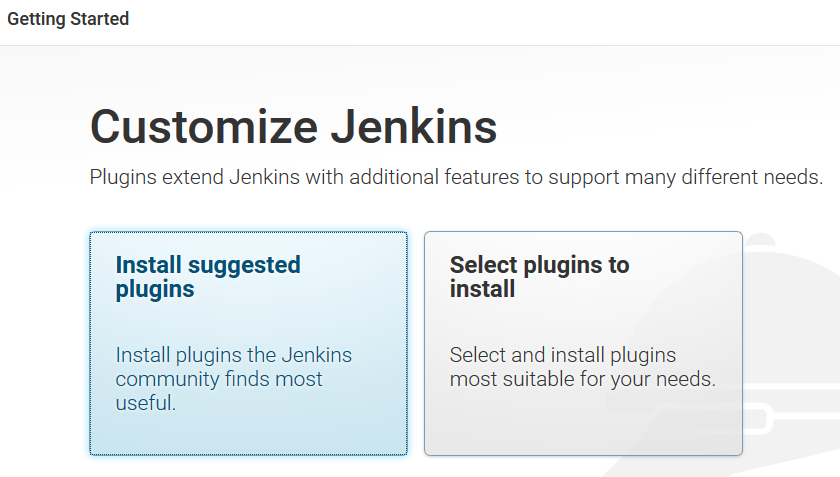 Getting Started
Customize Jenkins
Plugins extend Jenkins with additional features to support many different needs.
Install suggested
plugins
Install plugins the Jenkins
community finds most
useful.
Select plugins to
install
Select and install plugins
most suitable for your needs.